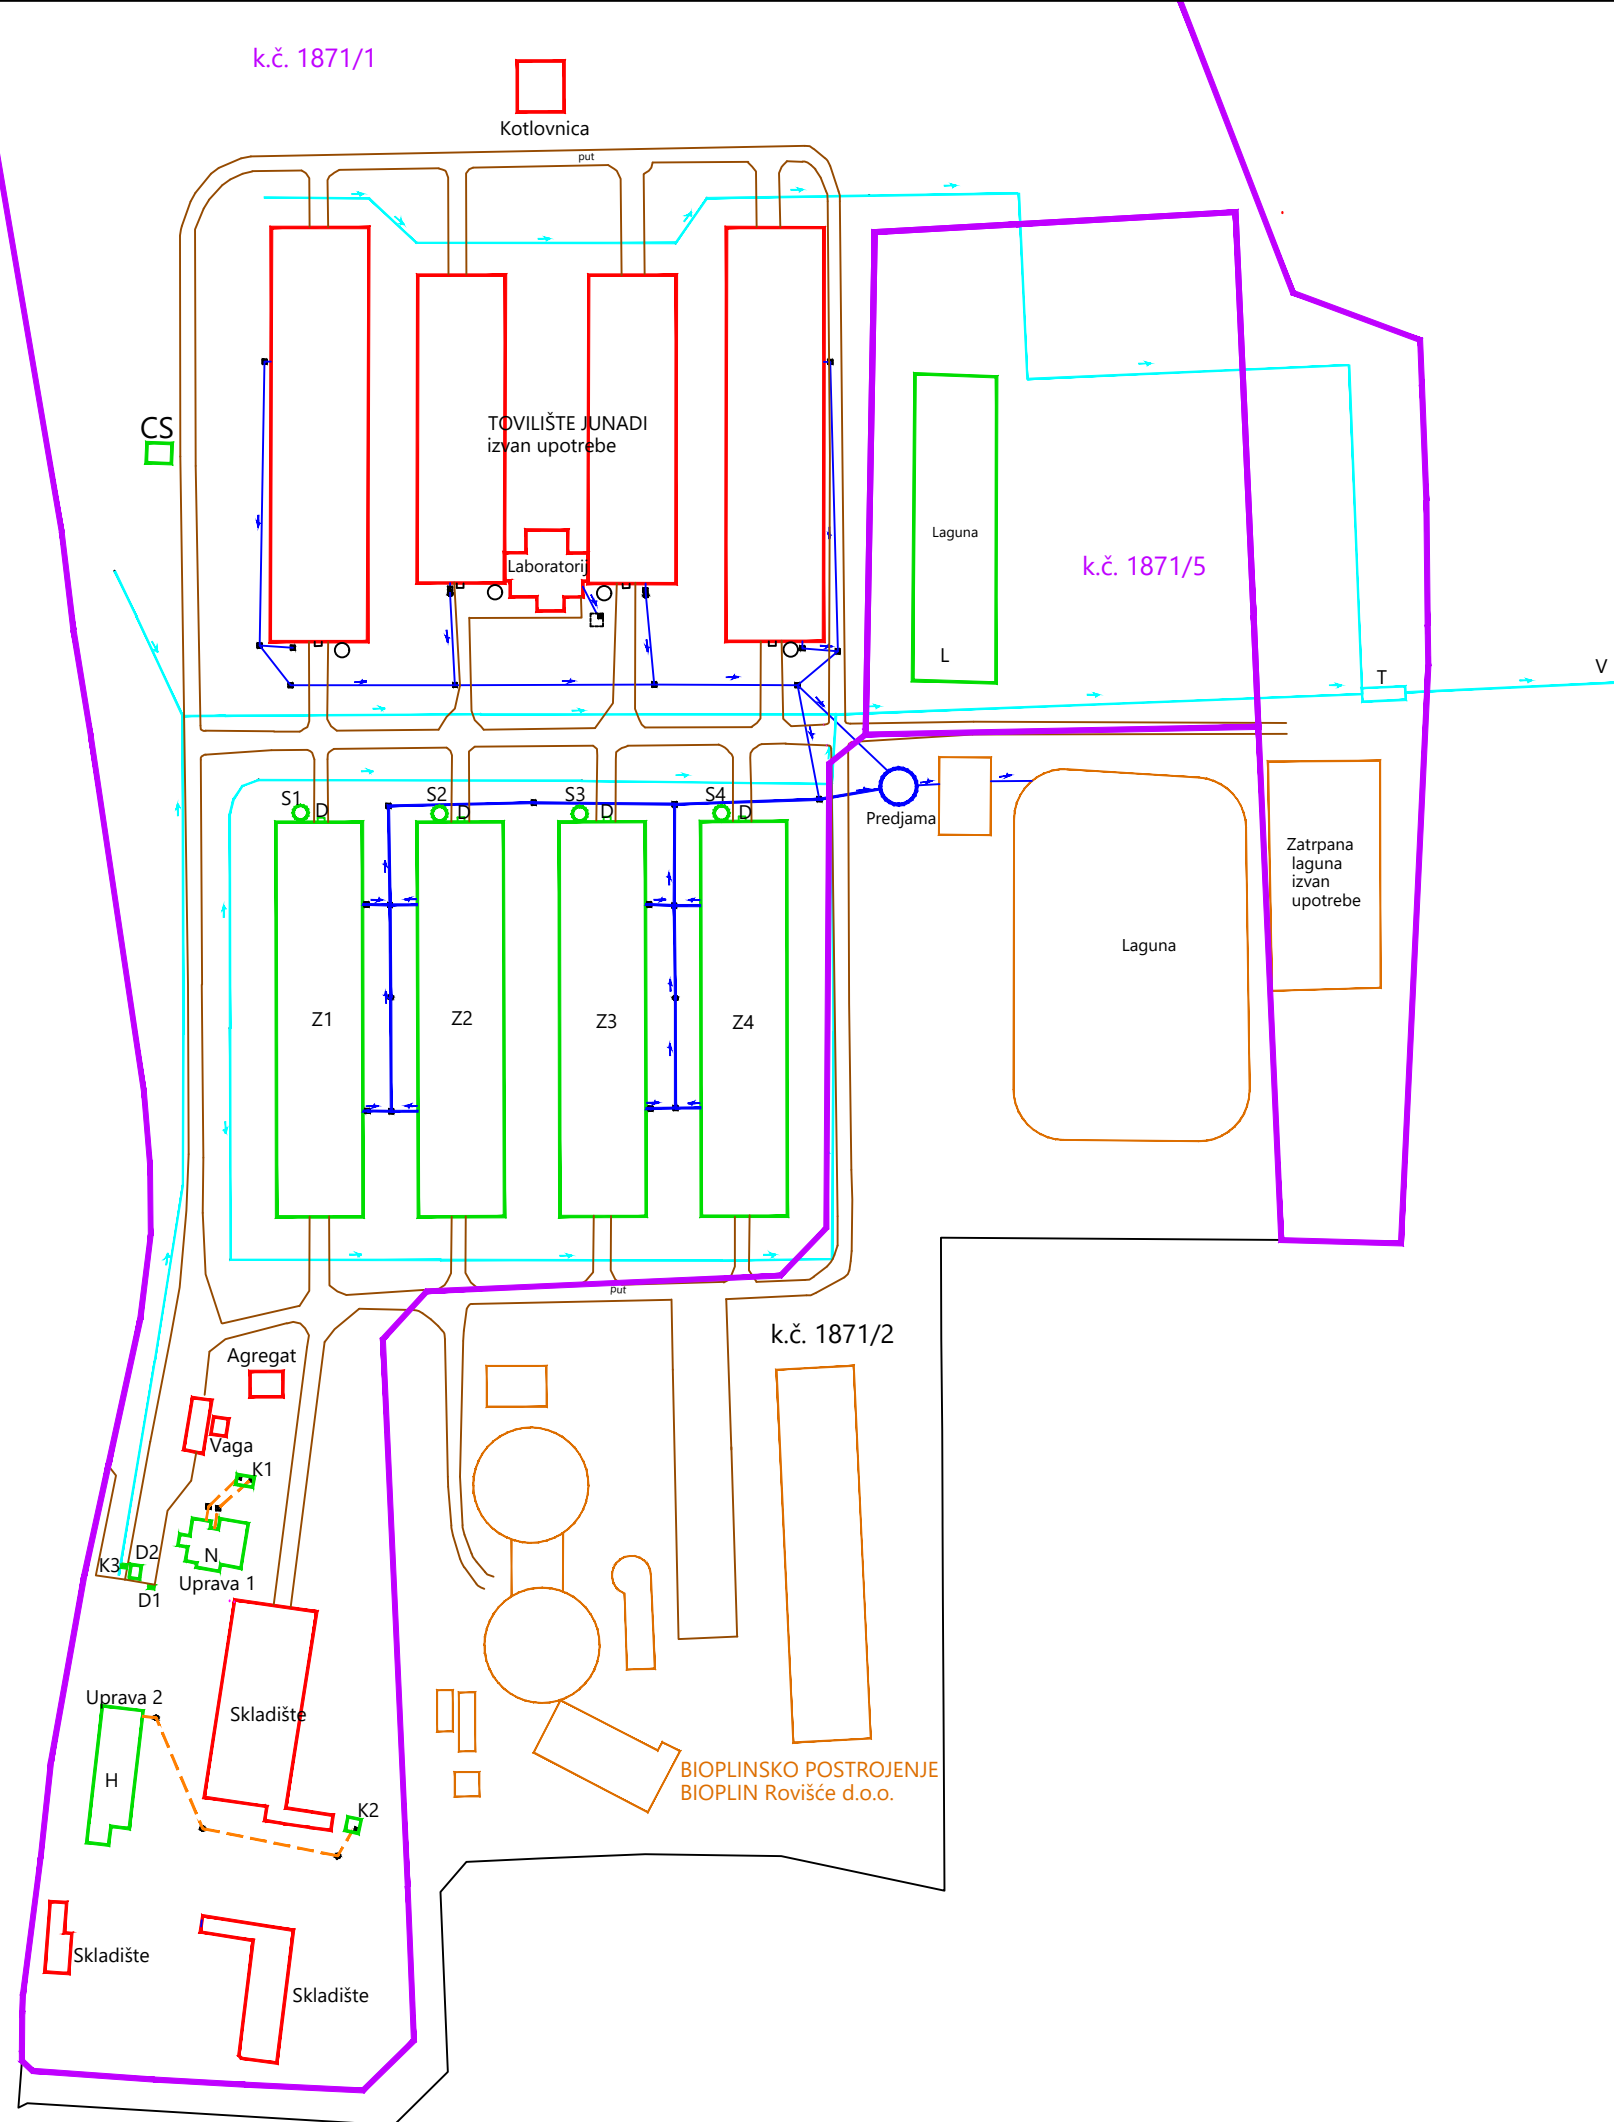 k.č. 1871/1
Kotlovnica
put
CS
TOVILIŠTE JUNADI
izvan upotrebe
Laguna
Laboratorij
k.č. 1871/5
L
T
V
S1
D
S2
D
S3
D
S4
D
Predjama
Zatrpana
laguna
izvan
upotrebe
Laguna
Z1
Z2
Z3
Z4
put
k.č. 1871/2
Agregat
Vaga
K1
K3
D2
N
Uprava 1
D1
Uprava 2
Skladište
H
BIOPLINSKO POSTROJENJE
BIOPLIN Rovišće d.o.o.
K2
Skladište
Skladište